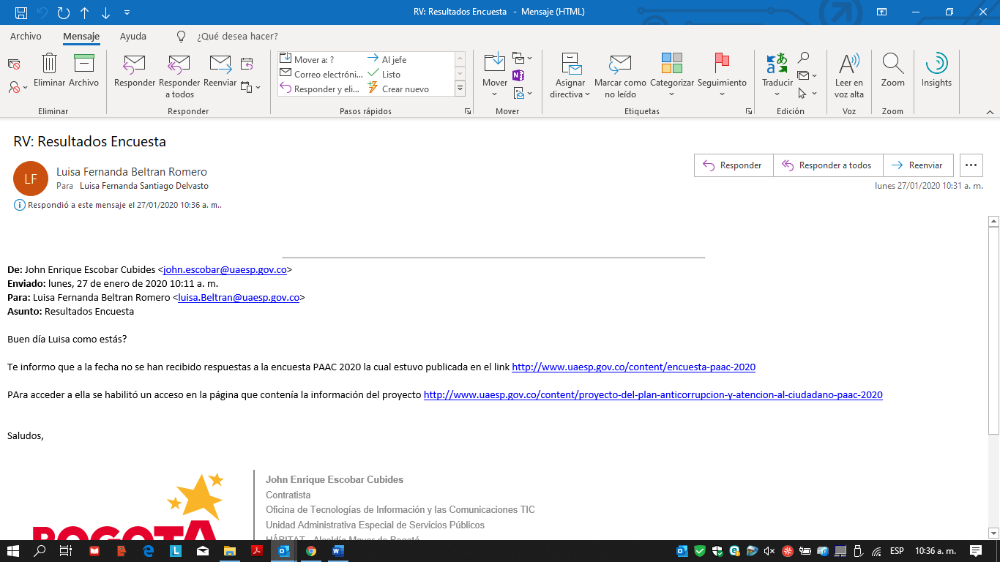 RV: Resultados Encuesta - Mensaje (HTML)
Archivo Mensaje Ayuda ¿Qué desea hacer?
Eliminar Archivo
Responder Responder a todos Reenviar
Mover a: ? Al jefe
Correo electróni... Listo
Responder y eli... Crear nuevo
Mover
Asignar directiva Marcar como no leído Categorizar Seguimiento
Traducir
Leer en voz alta
Zoom
Insights
Eliminar Responder Pasos rápidos Mover Etiquetas Edición Voz Zoom
RV: Resultados Encuesta
LF
Luisa Fernanda Beltran Romero
Para Luisa Fernanda Santiago Delvasto
Responder Responder a todos Reenviar
lunes 27/01/2020 10:31 a. m.
Respondió a este mensaje el 27/01/2020 10:36 a. m..
De: John Enrique Escobar Cubides <john.escobar@uaesp.gov.co>
Enviado: lunes, 27 de enero de 2020 10:11 a. m.
Para: Luisa Fernanda Beltran Romero <luisa.Beltran@uaesp.gov.co>
Asunto: Resultados Encuesta
Buen día Luisa como estás?
Te informo que a la fecha no se han recibido respuestas a la encuesta PAAC 2020 la cual estuvo publicada en el link http://www.uaesp.gov.co/content/encuesta-paac-2020
PAra acceder a ella se habilitó un acceso en la página que contenía la información del proyecto http://www.uaesp.gov.co/content/proyecto-del-plan-anticorrupcion-y-atencion-al-ciudadano-paac-2020
Saludos,
BOGOTÁ
John Enrique Escobar Cubides
Contratista
Oficina de Tecnologías de Información y las Comunicaciones TIC
Unidad Administrativa Especial de Servicios Públicos
HÁBITAT - Alcaldía Mayor de Bogotá
ESP 10:36 a. m.